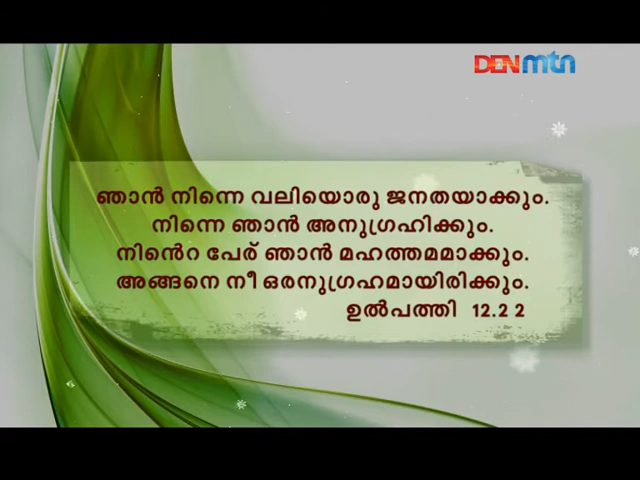 DEN mtn
ഞാൻ നിന്നെ വലിയൊരു ജനതയാക്കും.
നിന്നെ ഞാൻ അനുഗ്രഹിക്കും.
നിൻെറ പേര് ഞാൻ മഹത്തമമാക്കും.
അങ്ങനെ നീ ഒരനുഗ്രഹമായിരിക്കും.
ഉൽപത്തി 12.2 2